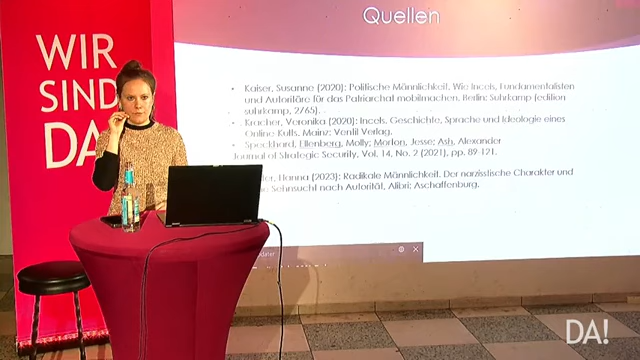 Quellen
WIR
SIND
DA!
• Kaiser, Susanne (2020): Politische Männlichkeit. Wie Incels, Fundamentalisten
und Autoritäre für das Patriarchat mobilmachen. Berlin: Suhrkamp (edition
suhrkamp, 2765).
• Kracher, Veronika (2020): Incels. Geschichte, Sprache und Ideologie eines
Online-Kults. Mainz: Ventil Verlag.
• Speckhard, Ellenberg, Molly; Morton, Jesse; Ash, Alexander
Journal of Strategic Security, Vol. 14, No. 2 (2021), pp. 89-121.
Hanna (2023): Radikale Männlichkeit. Der narzisstische Charakter und
Sehnsucht nach Autorität, Alibri: Aschaffenburg.
DA!